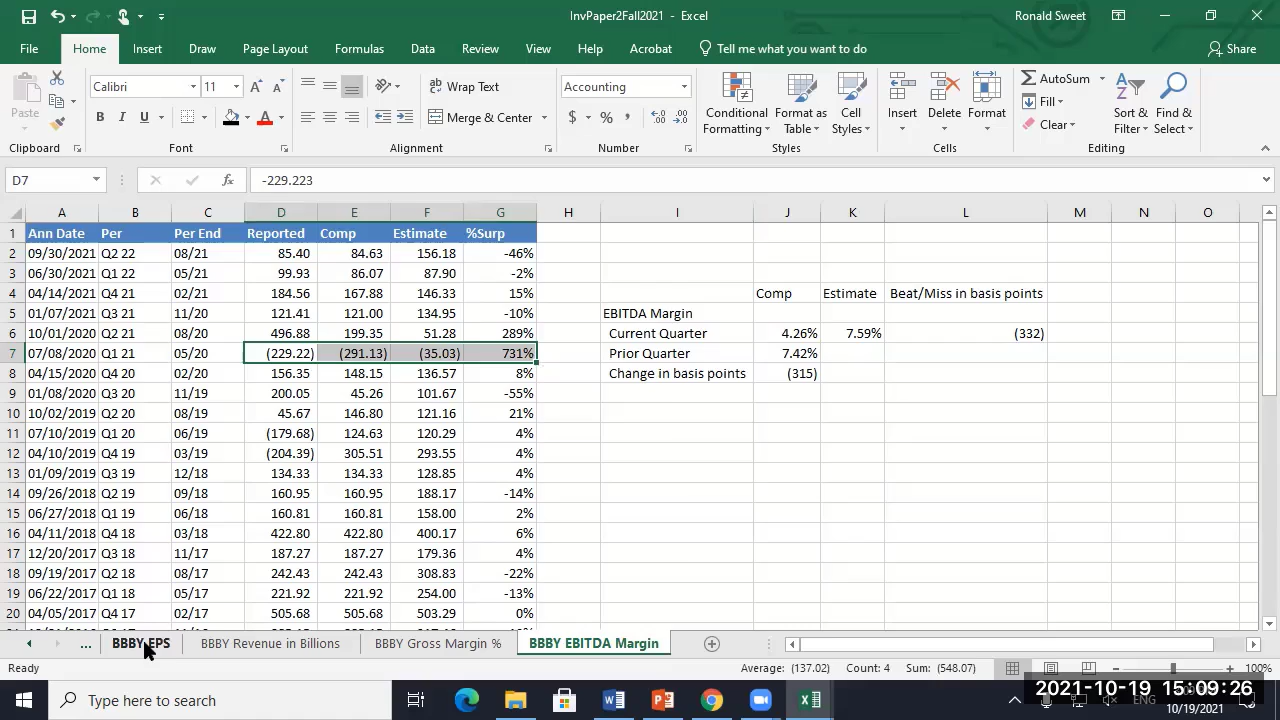 InvPaper2Fall2021 - Excel
Ronald Sweet
File Home Insert Draw Page Layout Formulas Data Review View Help Acrobat Tell me what you want to do Share
Paste
Clipboard
Calibri 11
B I U
Font
Wrap Text
Merge & Center
Alignment
Accounting
$ % ,
Number
Conditional Formatting
Format as Table
Cell Styles
Styles
Insert Delete Format
Cells
AutoSum
Fill
Clear
Sort & Filter
Find & Select
Editing
D7 fx -229.223
A B C D E F G H I J K L M N O
1 Ann Date Per Per End Reported Comp Estimate %Surp
2 09/30/2021 Q2 22 08/21 85.40 84.63 156.18 -46%
3 06/30/2021 Q1 22 05/21 99.93 86.07 87.90 -2%
4 04/14/2021 Q4 21 02/21 184.56 167.88 146.33 15% Comp Estimate Beat/Miss in basis points
5 01/07/2021 Q3 21 11/20 121.41 121.00 134.95 -10% EBITDA Margin
6 10/01/2020 Q2 21 08/20 496.88 199.35 51.28 289% Current Quarter 4.26% 7.59% (332)
7 07/08/2020 Q1 21 05/20 (229.22) (291.13) (35.03) 731% Prior Quarter 7.42%
8 04/15/2020 Q4 20 02/20 156.35 148.15 136.57 8% Change in basis points (315)
9 01/08/2020 Q3 20 11/19 200.05 45.26 101.67 -55%
10 10/02/2019 Q2 20 08/19 45.67 146.80 121.16 21%
11 07/10/2019 Q1 20 06/19 (179.68) 124.63 120.29 4%
12 04/10/2019 Q4 19 03/19 (204.39) 305.51 293.55 4%
13 01/09/2019 Q3 19 12/18 134.33 134.33 128.85 4%
14 09/26/2018 Q2 19 09/18 160.95 160.95 188.17 -14%
15 06/27/2018 Q1 19 06/18 160.81 160.81 158.00 2%
16 04/11/2018 Q4 18 03/18 422.80 422.80 400.17 6%
17 12/20/2017 Q3 18 11/17 187.27 187.27 179.36 4%
18 09/19/2017 Q2 18 08/17 242.43 242.43 308.83 -22%
19 06/22/2017 Q1 18 05/17 221.92 221.92 254.00 -13%
20 04/05/2017 Q4 17 02/17 505.68 505.68 503.29 0%
... BBBY EPS BBBY Revenue in Billions BBBY Gross Margin % BBBY EBITDA Margin
Ready Average: (137.02) Count: 4 Sum: (548.07) 100%
Type here to search
2021-10-19 15:09:26
ENG
10/19/2021